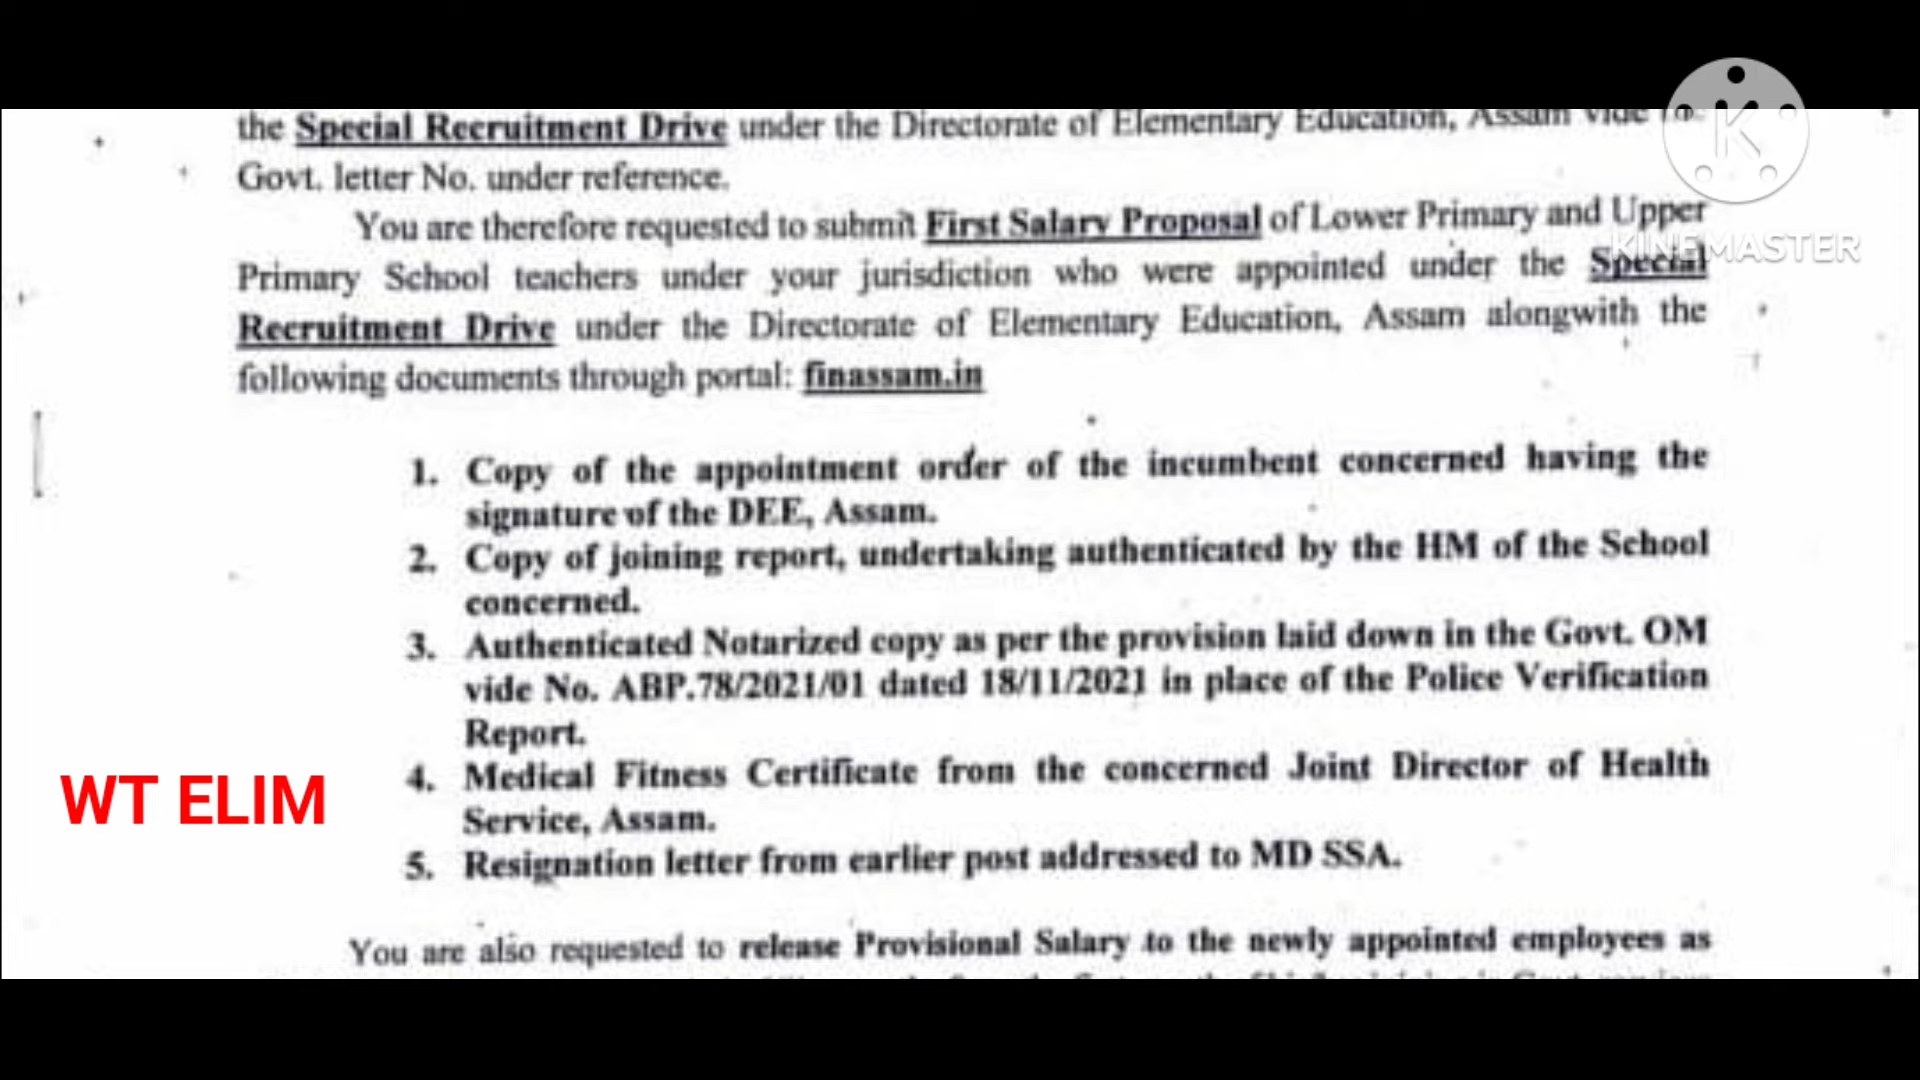 the Special Recruitment Drive under the Directorate of Elementary Education, Assam vide
Govt. letter No. under reference.
You are therefore requested to submit First Salary Proposal of Lower Primary and Upper
Primary School teachers under your jurisdiction who were appointed under the Special
Recruitment Drive under the Directorate of Elementary Education, Assam alongwith the
following documents through portal: finassam.in
1. Copy of the appointment order of the incumbent concerned having the
signature of the DEE, Assam.
2. Copy of joining report, undertaking authenticated by the HM of the School
concerned.
3. Authenticated Notarized copy as per the provision laid down in the Govt. OM
vide No. ABP.78/2021/01 dated 18/11/2021 in place of the Police Verification
Report.
4. Medical Fitness Certificate from the concerned Joint Director of Health
Service, Assam.
5. Resignation letter from earlier post addressed to MD SSA.
You are also requested to release Provisional Salary to the newly appointed employees as
WT ELIM
K
KINEMASTER